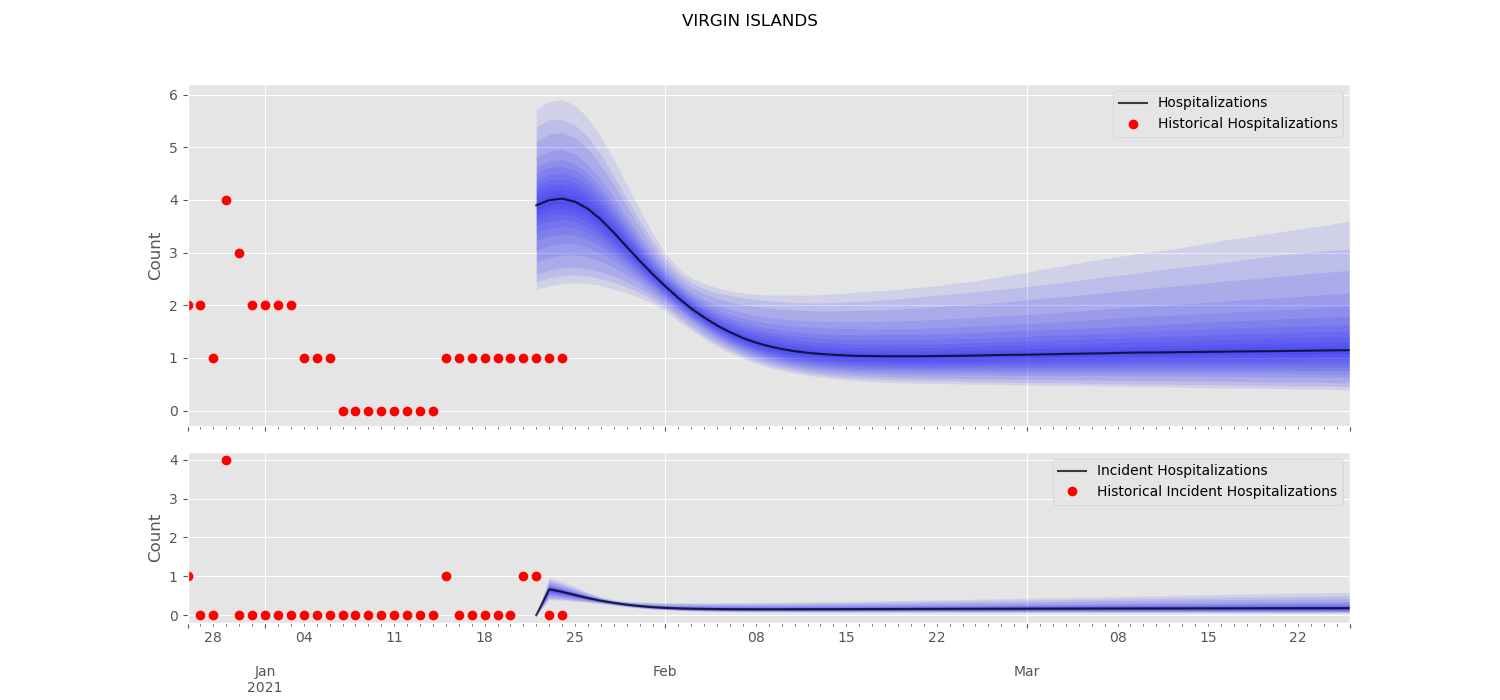 VIRGIN ISLANDS
6
5
4
3
2
1
0
Count
Hospitalizations
Historical Hospitalizations
4
3
2
1
0
Count
Incident Hospitalizations
Historical Incident Hospitalizations
28 04 11 18 25 08 15 22 08 15 22
Jan Feb Mar
2021